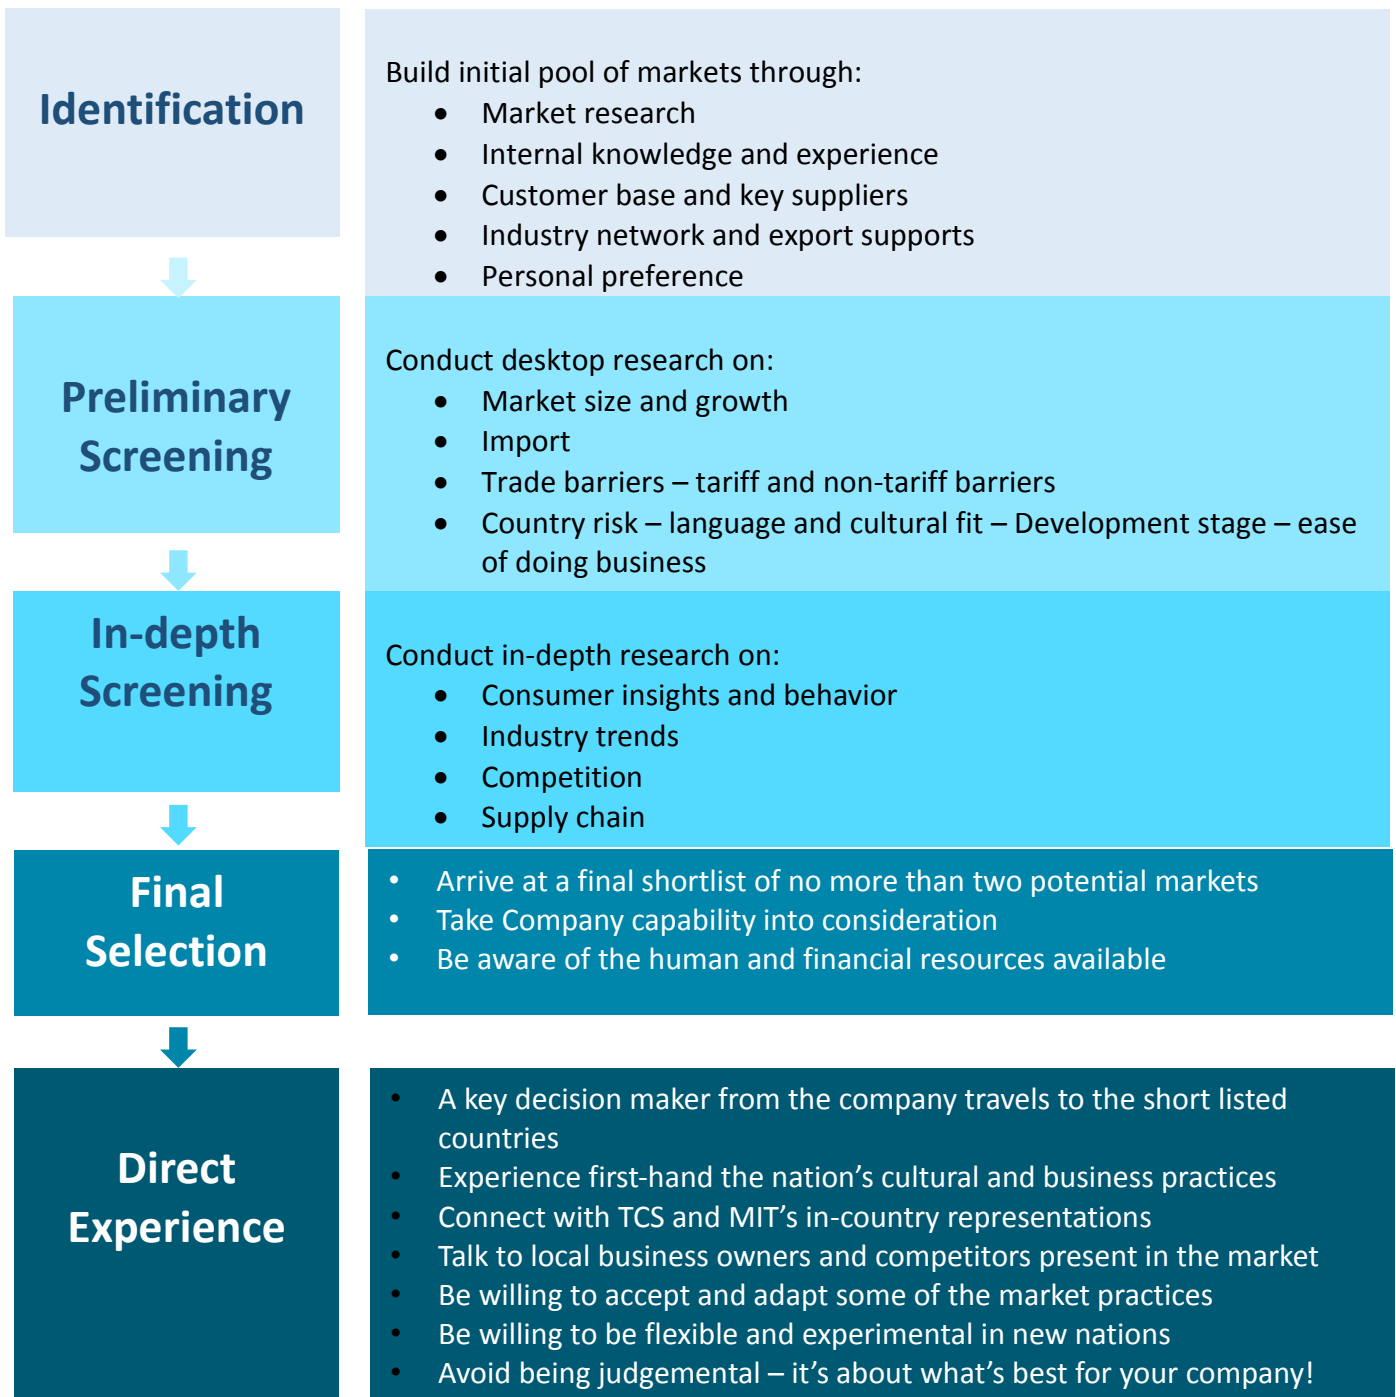 Identification
Build initial pool of markets through:
• Market research
• Internal knowledge and experience
• Customer base and key suppliers
• Industry network and export supports
• Personal preference
Preliminary
Screening
Conduct desktop research on:
• Market size and growth
• Import
• Trade barriers – tariff and non-tariff barriers
• Country risk – language and cultural fit – Development stage – ease
of doing business
In-depth
Screening
Conduct in-depth research on:
• Consumer insights and behavior
• Industry trends
• Competition
• Supply chain
Final
Selection
• Arrive at a final shortlist of no more than two potential markets
• Take Company capability into consideration
• Be aware of the human and financial resources available
Direct
Experience
• A key decision maker from the company travels to the short listed
countries
• Experience first-hand the nation’s cultural and business practices
• Connect with TCS and MIT’s in-country representations
• Talk to local business owners and competitors present in the market
• Be willing to accept and adapt some of the market practices
• Be willing to be flexible and experimental in new nations
• Avoid being judgemental – it’s about what’s best for your company!